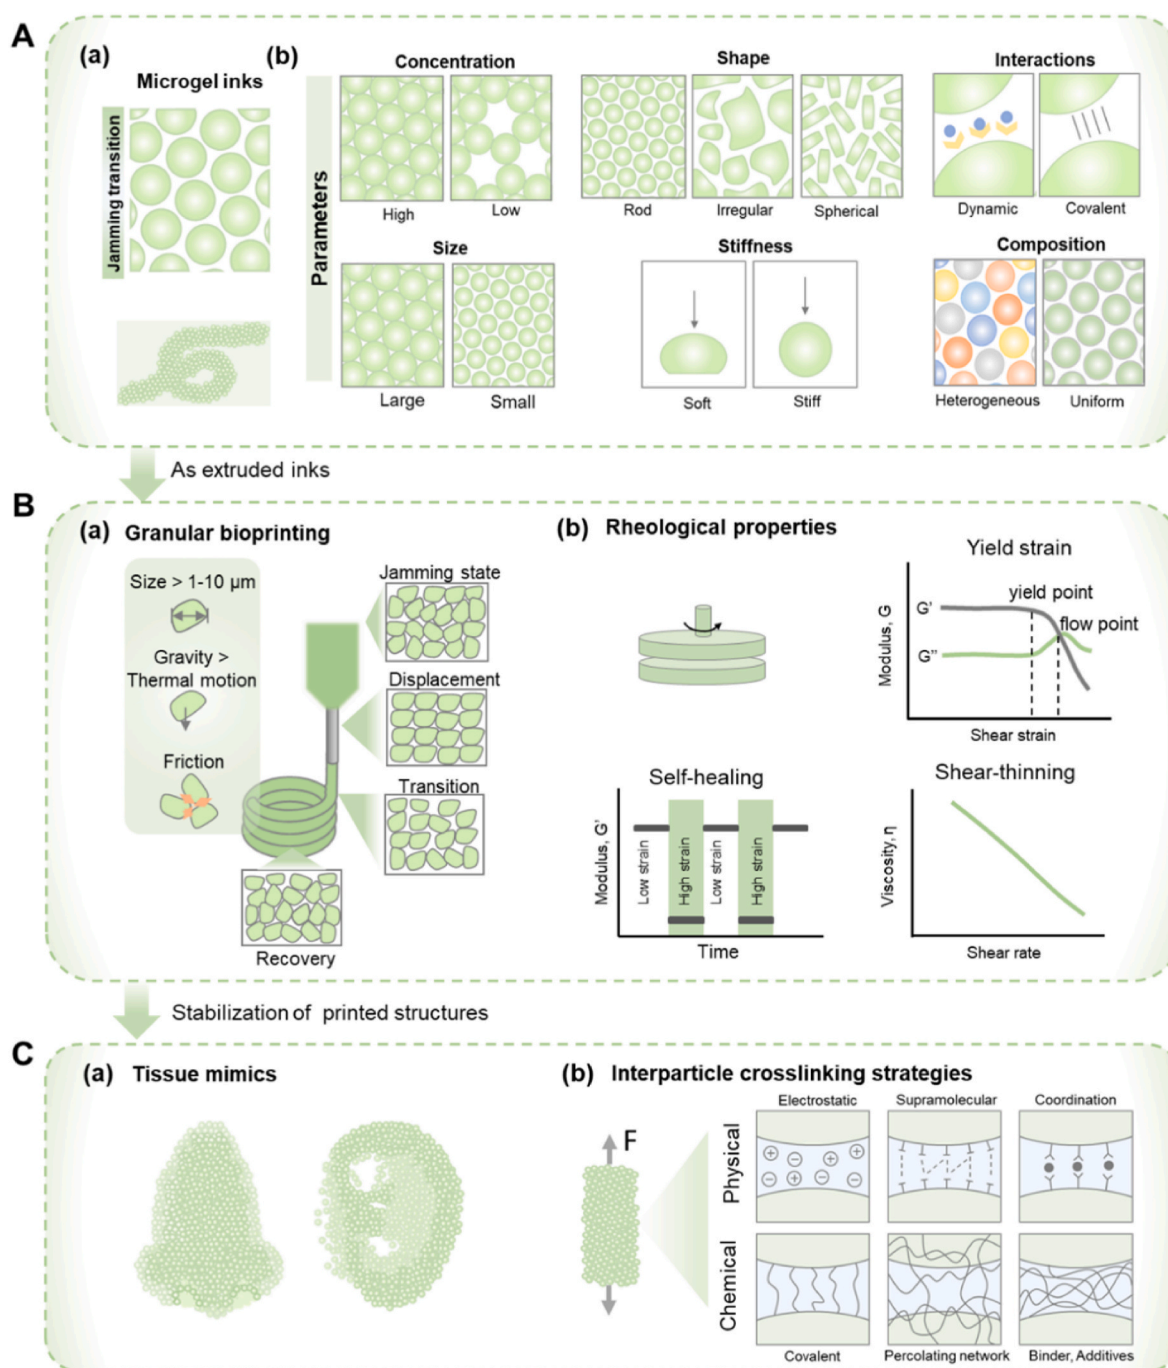 A
(a)
Microgel inks
Jamming transition
(b)
Parameters
Concentration
High
Low
Shape
Rod
Irregular
Spherical
Interactions
Dynamic
Covalent
Size
Large
Small
Stiffness
Soft
Stiff
Composition
Heterogeneous
Uniform
As extruded inks
B
(a) Granular bioprinting
Size > 1-10 μm
Gravity >
Thermal motion
Friction
Jamming state
Displacement
Transition
Recovery
(b) Rheological properties
Yield strain
Modulus, G
G'
G''
yield point
flow point
Shear strain
Self-healing
Modulus, G'
Low strain
High strain
Low strain
High strain
Time
Shear-thinning
Viscosity, η
Shear rate
Stabilization of printed structures
C
(a) Tissue mimics
(b) Interparticle crosslinking strategies
F
Physical
Electrostatic
Supramolecular
Coordination
Chemical
Covalent
Percolating network
Binder, Additives